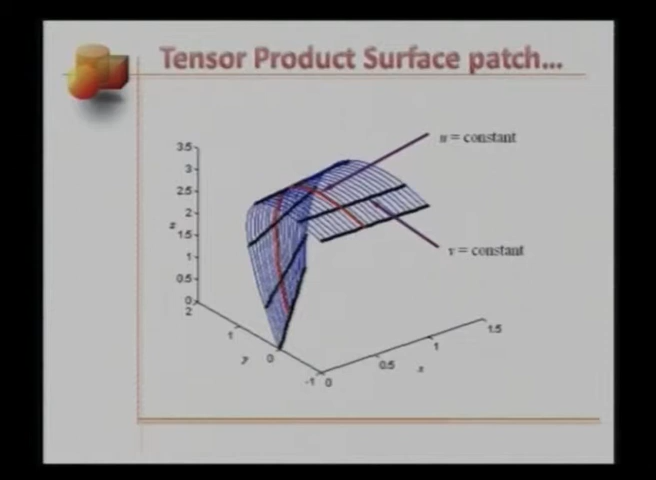 Tensor Product Surface patch...
u = constant
v = constant
3.5
3
2.5
2
z
1.5
1
0.5
0
2
1
y
0
-1
0
0.5
x
1
1.5